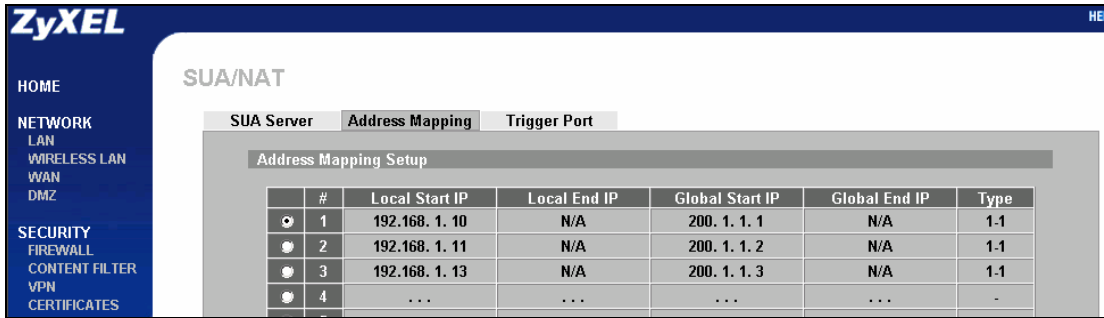 ZyXEL
HOME
NETWORK
LAN
WIRELESS LAN
WAN
DMZ
SECURITY
FIREWALL
CONTENT FILTER
VPN
CERTIFICATES
SUA/NAT
SUA Server Address Mapping Trigger Port
Address Mapping Setup
# Local Start IP Local End IP Global Start IP Global End IP Type
1 192.168. 1. 10 N/A 200. 1. 1. 1 N/A 1-1
2 192.168. 1. 11 N/A 200. 1. 1. 2 N/A 1-1
3 192.168. 1. 13 N/A 200. 1. 1. 3 N/A 1-1
4 . . . . . . . . . . . . -